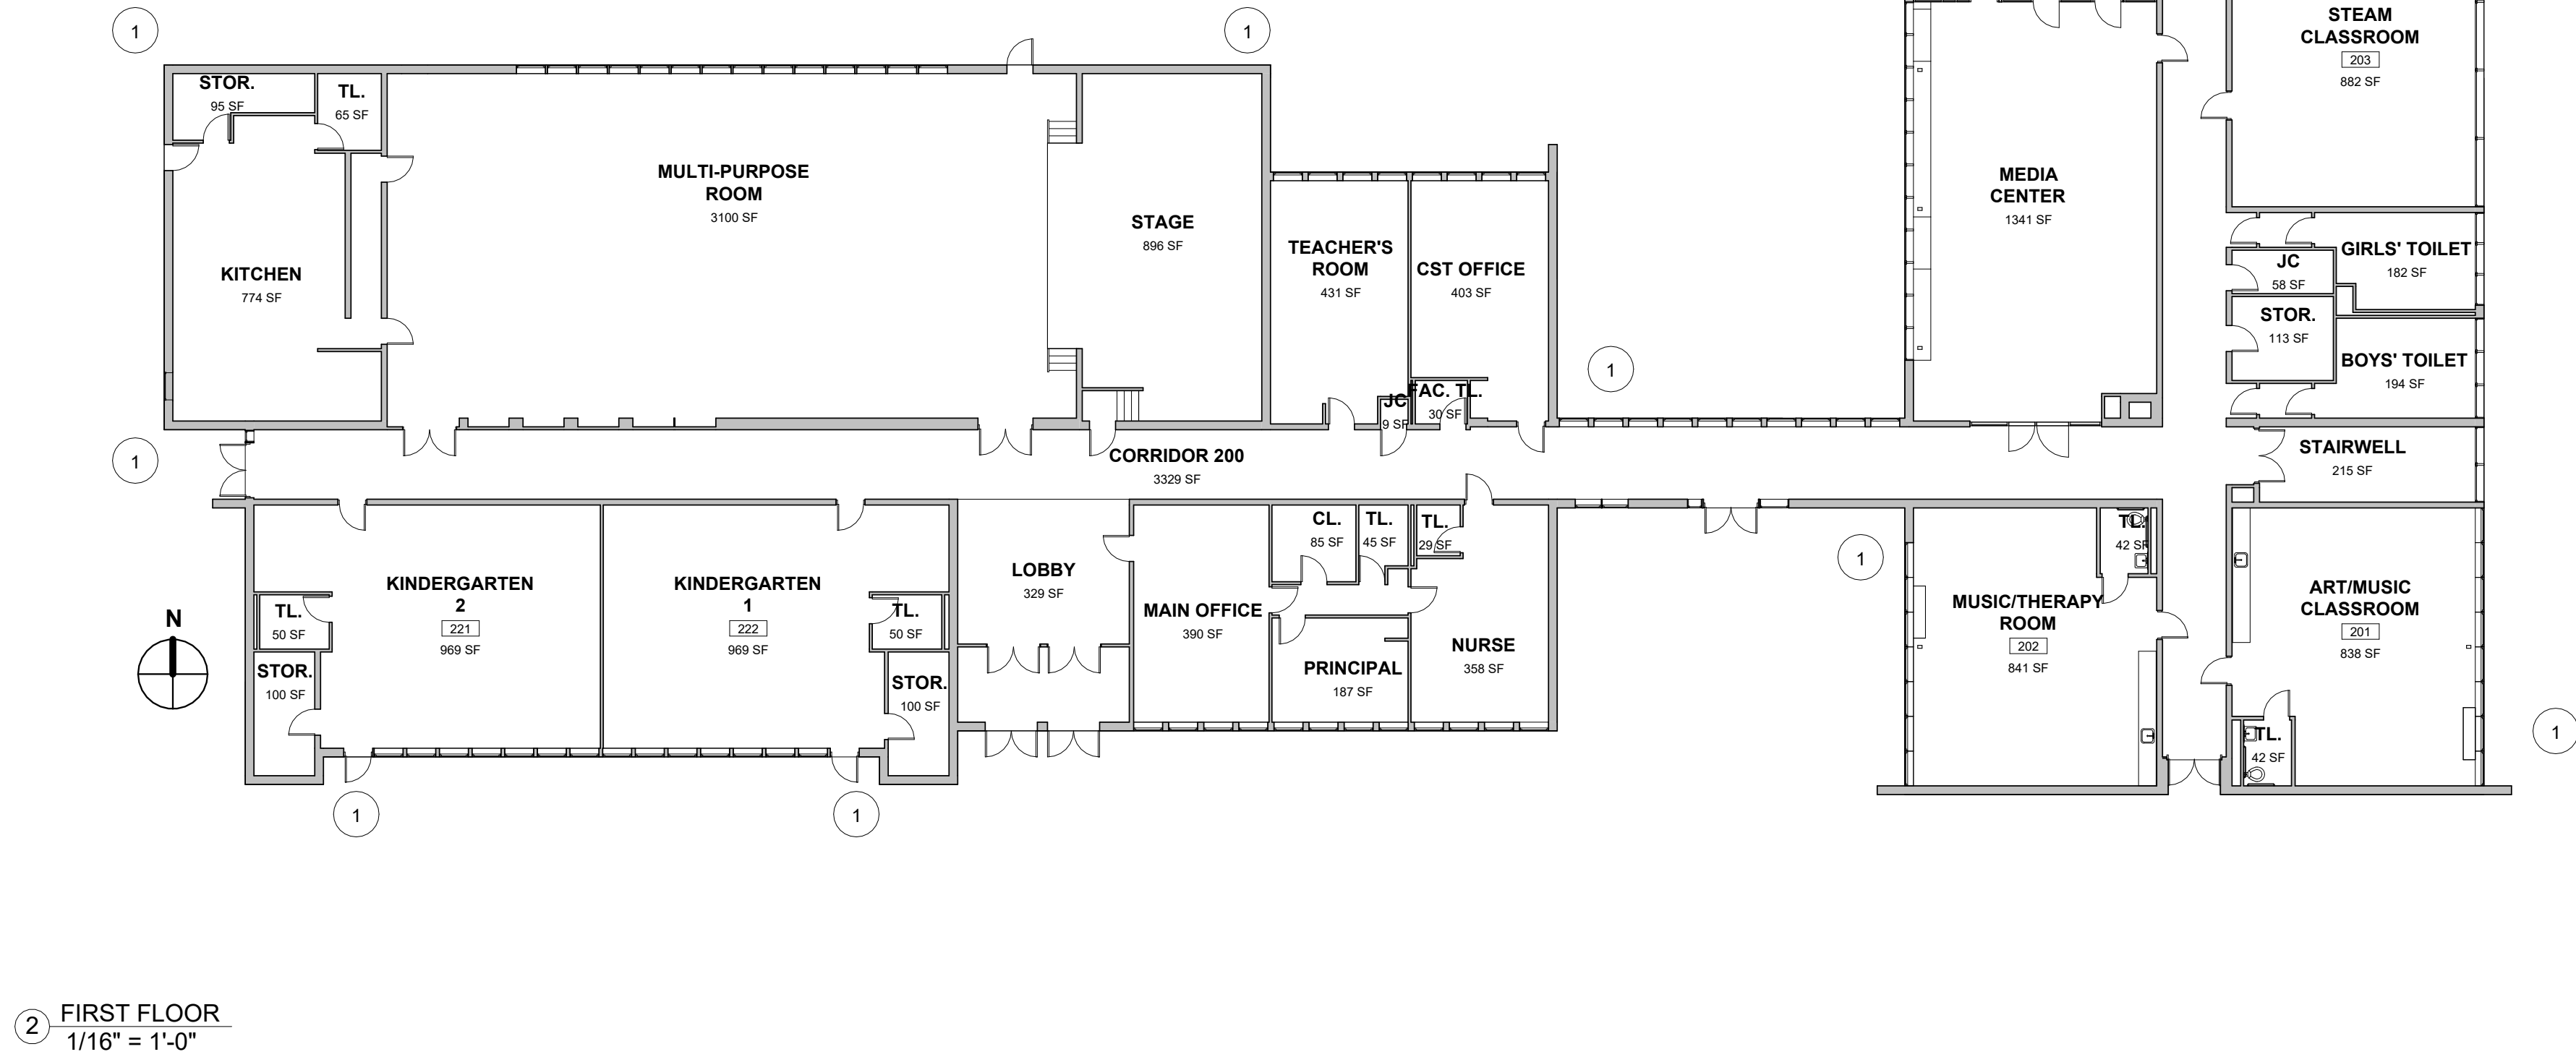 1
1
STEAM
CLASSROOM
203
882 SF
STOR.
95 SF
TL.
65 SF
MULTI-PURPOSE
ROOM
3100 SF
STAGE
896 SF
KITCHEN
774 SF
TEACHER'S
ROOM
431 SF
CST OFFICE
403 SF
MEDIA
CENTER
1341 SF
GIRLS' TOILET
182 SF
JC
58 SF
STOR.
113 SF
BOYS' TOILET
194 SF
1
JC
9 SF
FAC. TL.
30 SF
1
CORRIDOR 200
3329 SF
STAIRWELL
215 SF
KINDERGARTEN
2
221
969 SF
KINDERGARTEN
1
222
969 SF
TL.
50 SF
STOR.
100 SF
TL.
50 SF
STOR.
100 SF
LOBBY
329 SF
MAIN OFFICE
390 SF
CL.
85 SF
TL.
45 SF
TL.
29 SF
PRINCIPAL
187 SF
NURSE
358 SF
1
TL.
42 SF
MUSIC/THERAPY
ROOM
202
841 SF
ART/MUSIC
CLASSROOM
201
838 SF
TL.
42 SF
1
N
1
1
2
FIRST FLOOR
1/16" = 1'-0"